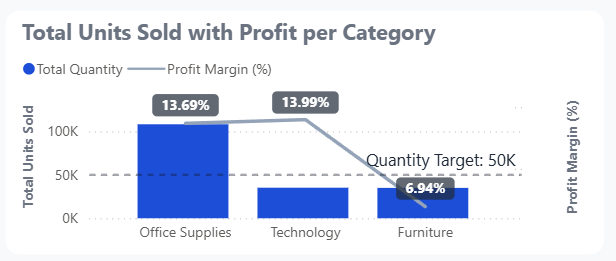 Total Units Sold with Profit per Category
Total Quantity Profit Margin (%)
Total Units Sold
100K
50K
0K
13.69%
13.99%
Quantity Target: 50K
6.94%
Office Supplies
Technology
Furniture
Profit Margin (%)